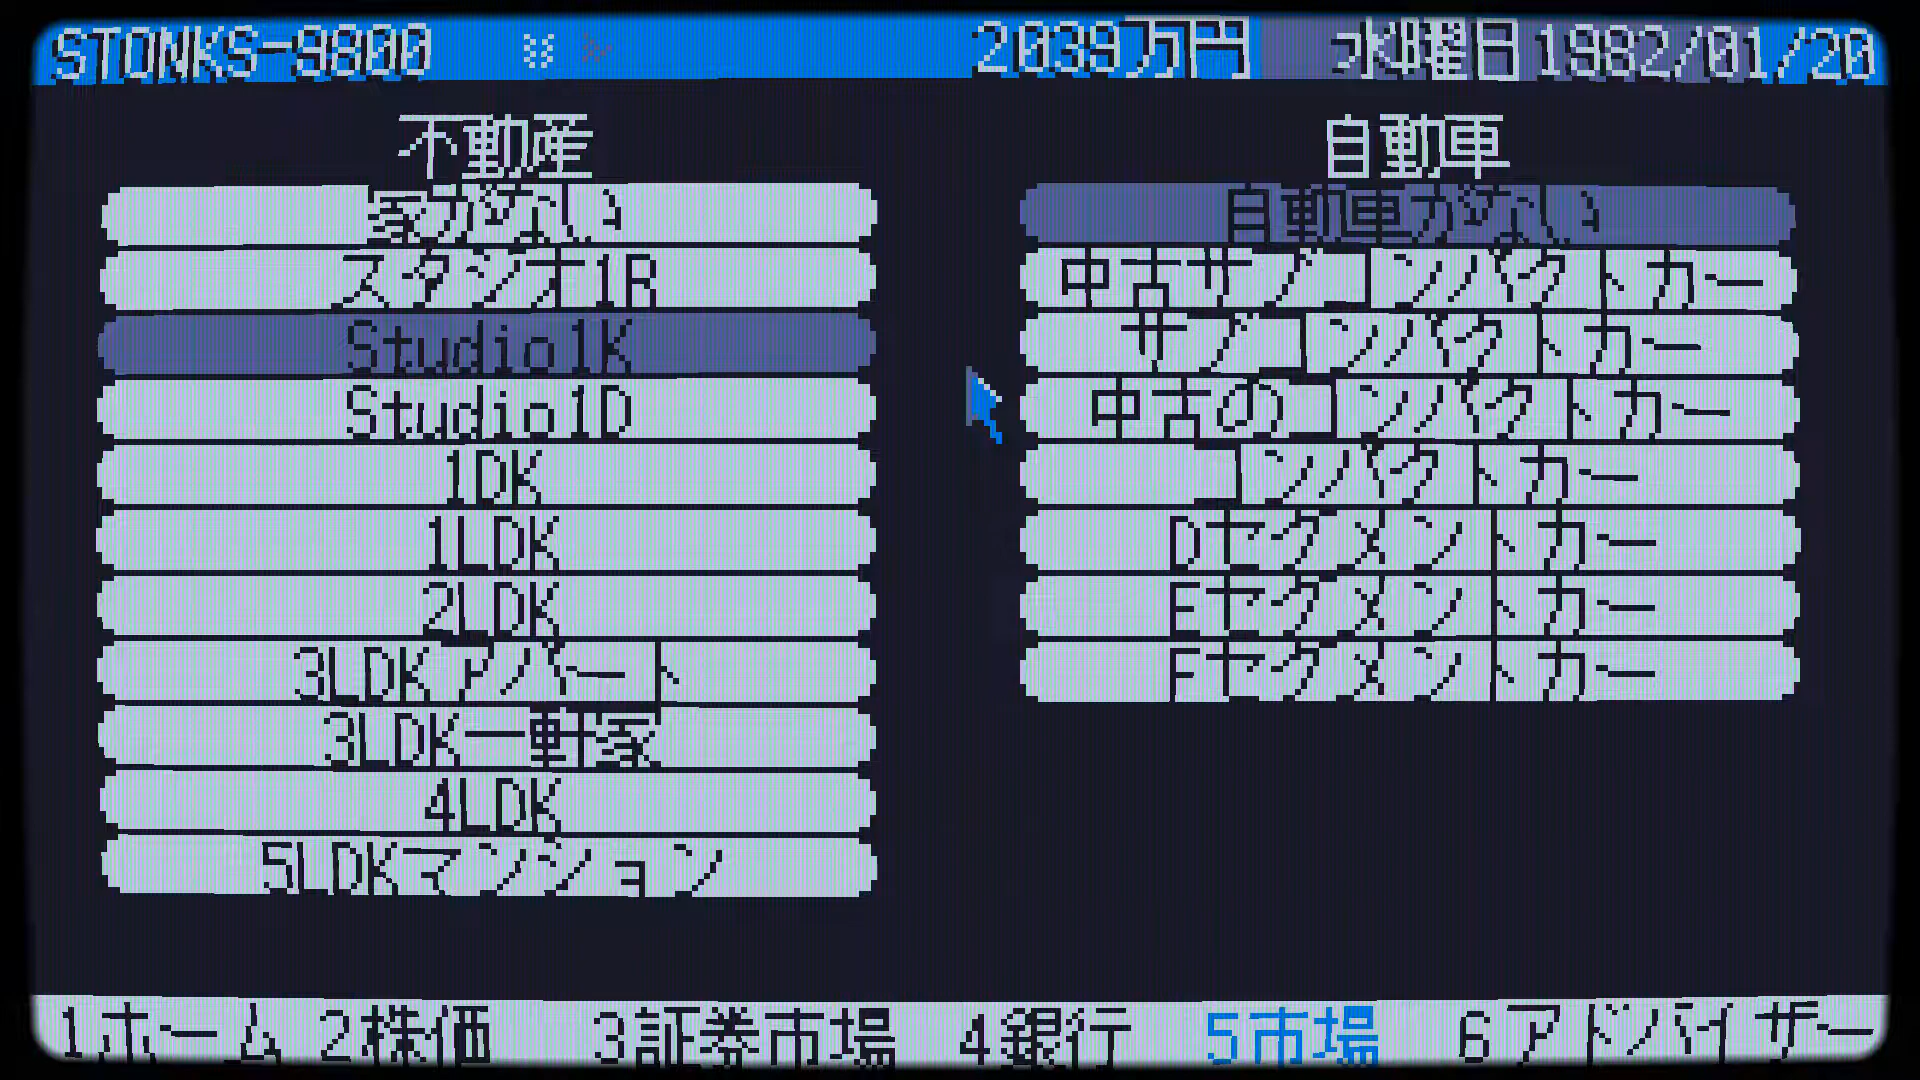 STONKS-9800
2039万円
水曜日 1982/01/20
不動産
家がない
スタジオ1R
Studio1K
Studio1D
1DK
1LDK
2LDK
3LDKアパート
3LDK一軒家
4LDK
5LDKマンション
自動車
自動車がない
中古サブコンパクトカー
サブコンパクトカー
中古のコンパクトカー
コンパクトカー
Dセグメントカー
Eセグメントカー
Fセグメントカー
1ホーム 2株価 3証券市場 4銀行 5市場 6アドバイザー